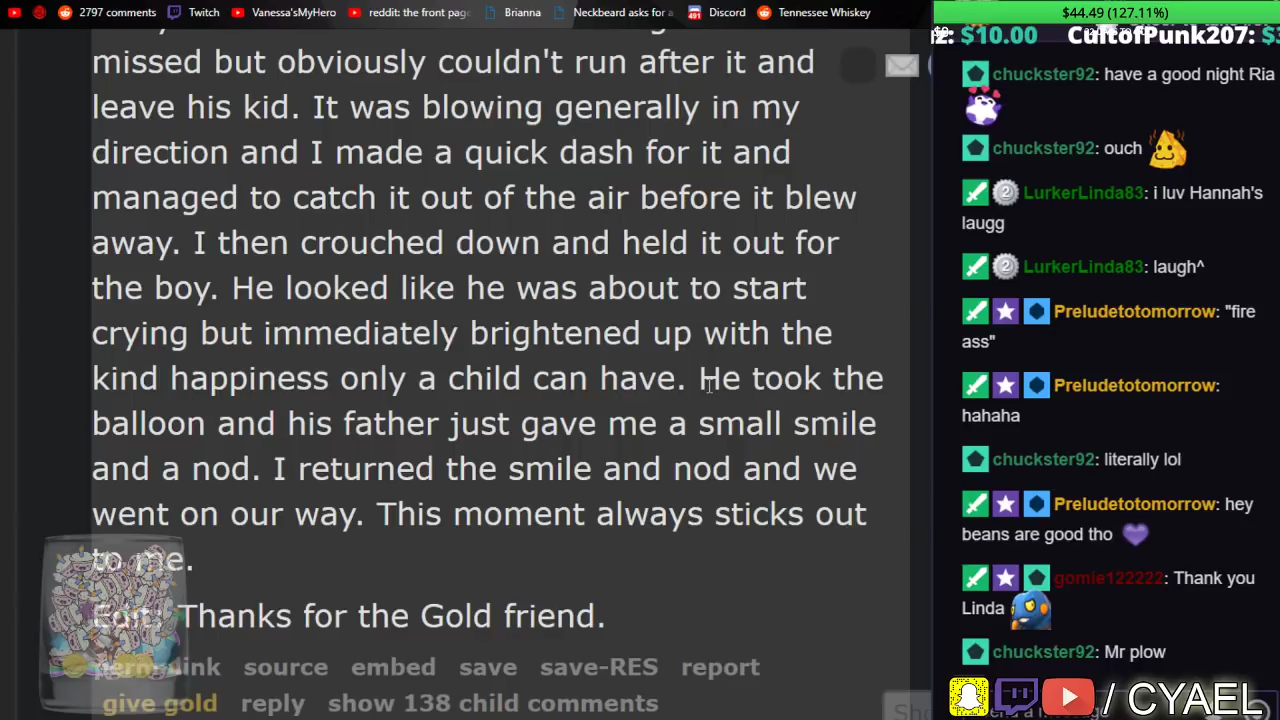 2797 comments Twitch Vanessa'sMyHero reddit: the front page Brianna Neckbeard asks for a Discord Tennessee Whiskey
missed but obviously couldn't run after it and
leave his kid. It was blowing generally in my
direction and I made a quick dash for it and
managed to catch it out of the air before it blew
away. I then crouched down and held it out for
the boy. He looked like he was about to start
crying but immediately brightened up with the
kind happiness only a child can have. He took the
balloon and his father just gave me a small smile
and a nod. I returned the smile and nod and we
went on our way. This moment always sticks out
to me.
Edit: Thanks for the Gold friend.
permalink source embed save save-RES report
give gold reply show 138 child comments
$44.49 (127.11%)
$10.00 CultofPunk207:
chuckster92: have a good night Ria
chuckster92: ouch
2 LurkerLinda83: i luv Hannah's
laugg
2 LurkerLinda83: laugh^
Preludetotomorrow: "fire
ass"
Preludetotomorrow:
hahaha
chuckster92: literally lol
Preludetotomorrow: hey
beans are good tho
gomie122222: Thank you
Linda
chuckster92: Mr plow
/ CYAEL